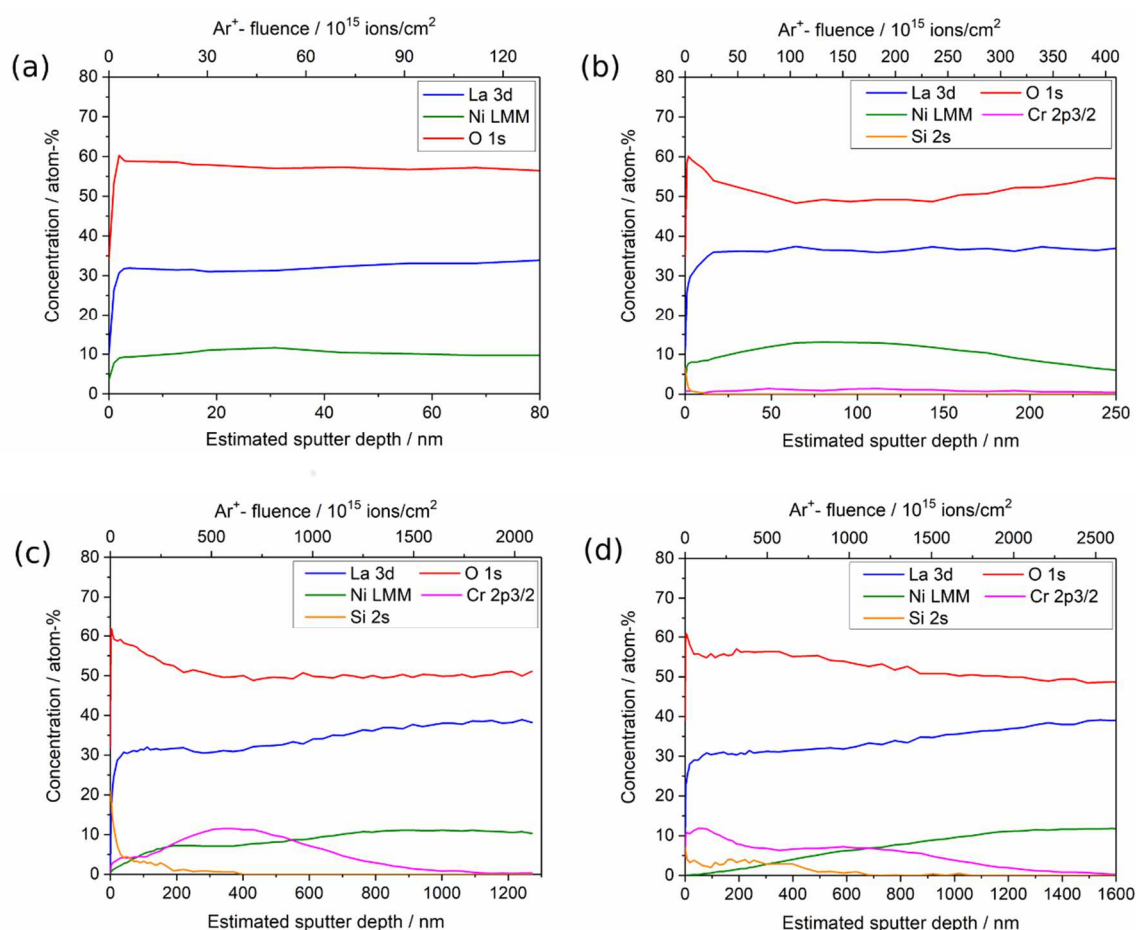 (a)
Ar⁺- fluence / 10¹⁵ ions/cm²
0 30 60 90 120
Concentration / atom-%
80
70
60
50
40
30
20
10
0
La 3d
Ni LMM
O 1s
0 20 40 60 80
Estimated sputter depth / nm
(b)
Ar⁺- fluence / 10¹⁵ ions/cm²
0 50 100 150 200 250 300 350 400
Concentration / atom-%
80
70
60
50
40
30
20
10
0
La 3d O 1s
Ni LMM Cr 2p3/2
Si 2s
0 50 100 150 200 250
Estimated sputter depth / nm
(c)
Ar⁺- fluence / 10¹⁵ ions/cm²
0 500 1000 1500 2000
Concentration / atom-%
80
70
60
50
40
30
20
10
0
La 3d O 1s
Ni LMM Cr 2p3/2
Si 2s
0 200 400 600 800 1000 1200
Estimated sputter depth / nm
(d)
Ar⁺- fluence / 10¹⁵ ions/cm²
0 500 1000 1500 2000 2500
Concentration / atom-%
80
70
60
50
40
30
20
10
0
La 3d O 1s
Ni LMM Cr 2p3/2
Si 2s
0 200 400 600 800 1000 1200 1400 1600
Estimated sputter depth / nm